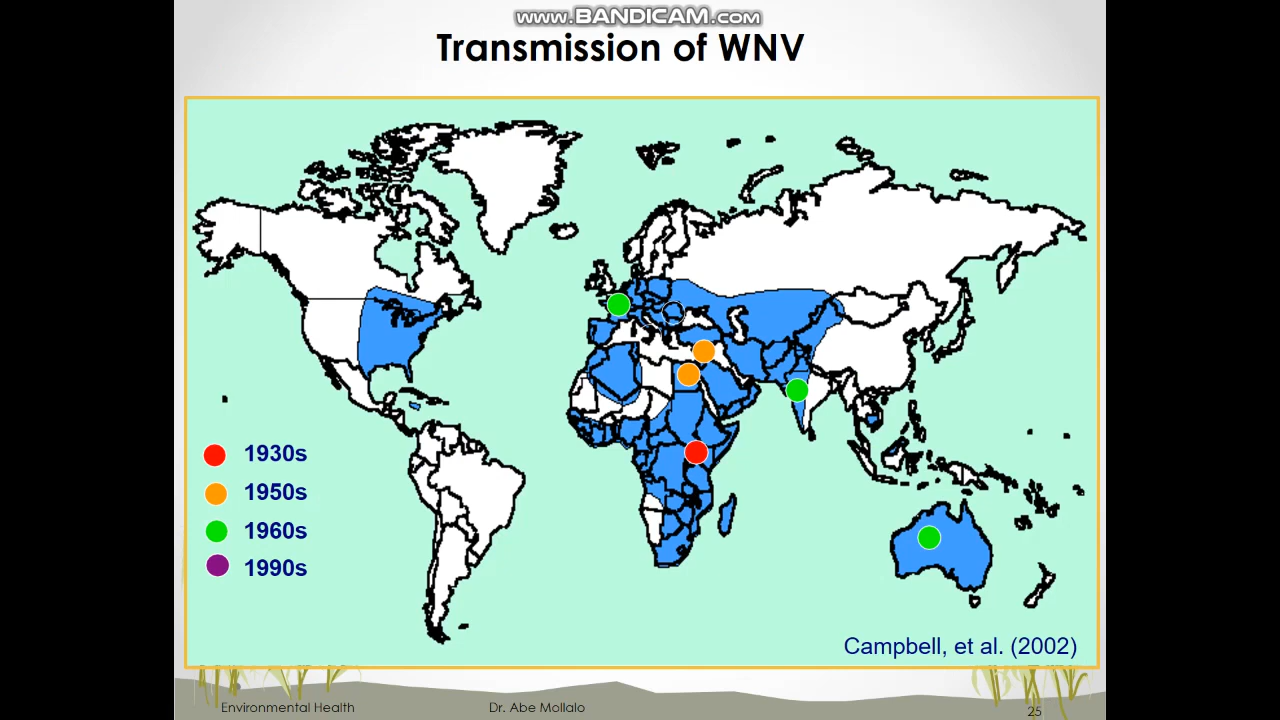 www.BANDICAM.com
Transmission of WNV
1930s
1950s
1960s
1990s
Campbell, et al. (2002)
Environmental Health
Dr. Abe Mollalo
25